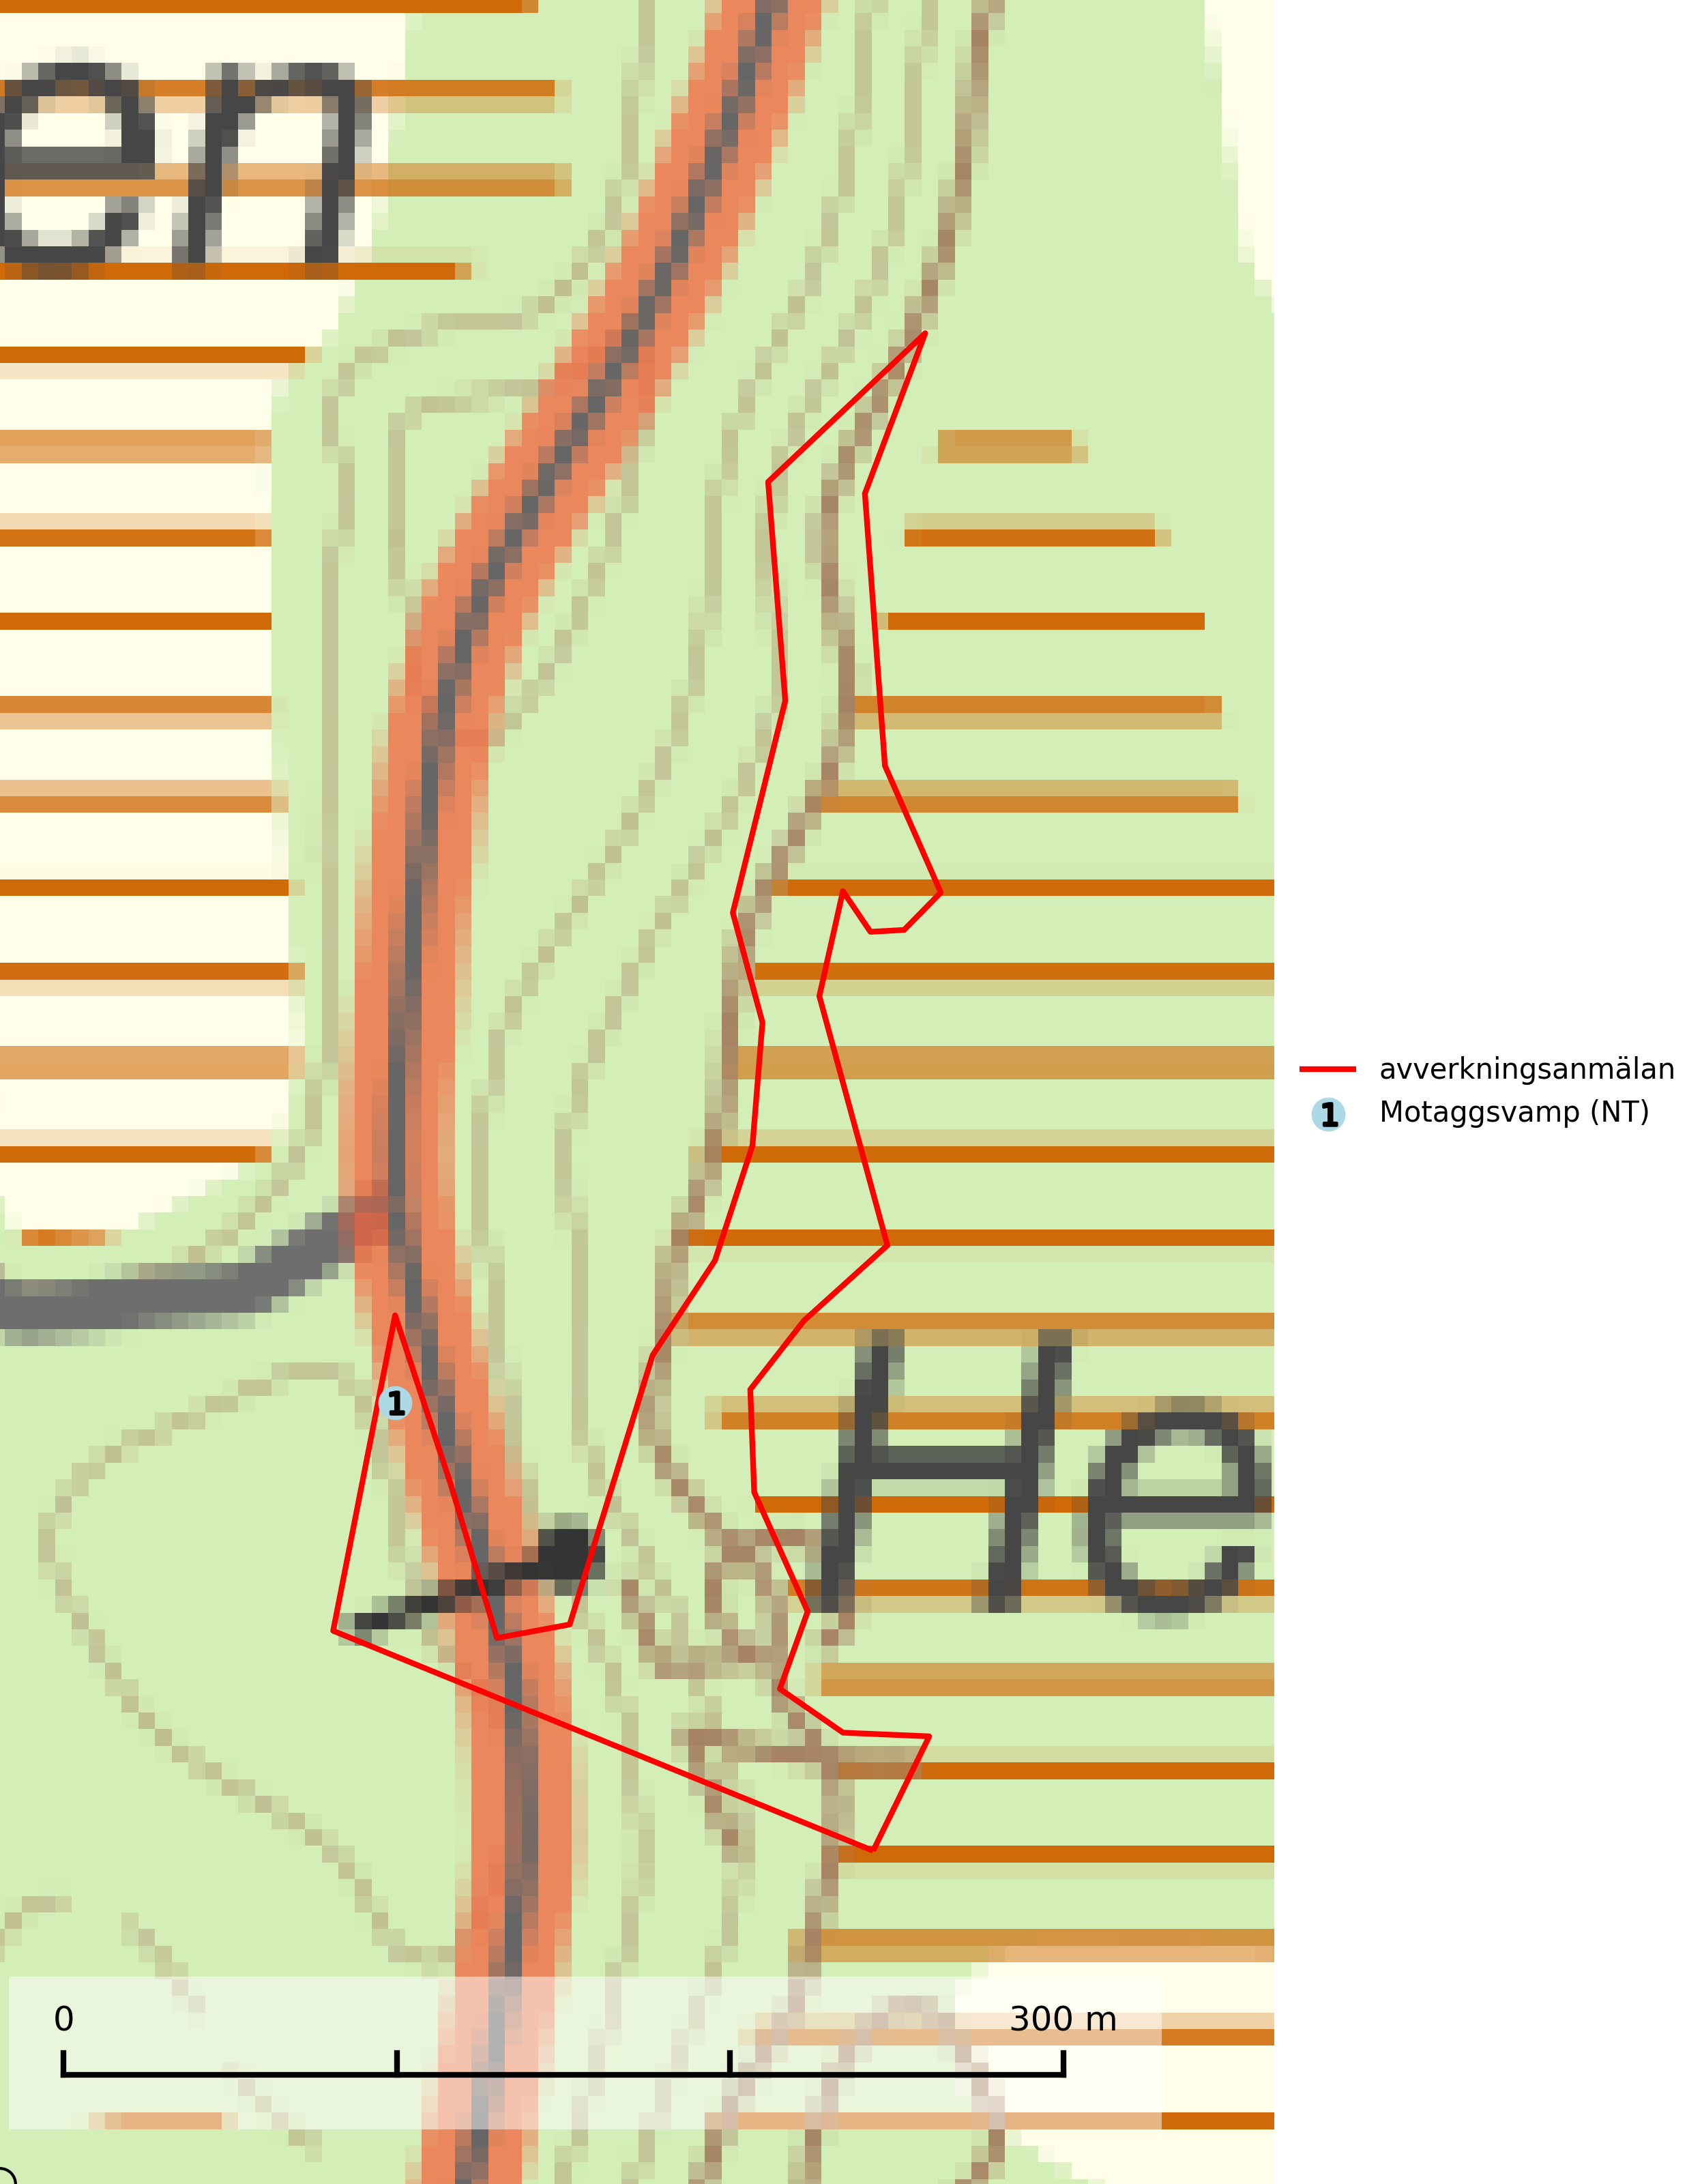 en
avverkningsanmälan
1 Motaggsvamp (NT)
1
He
0 300 m